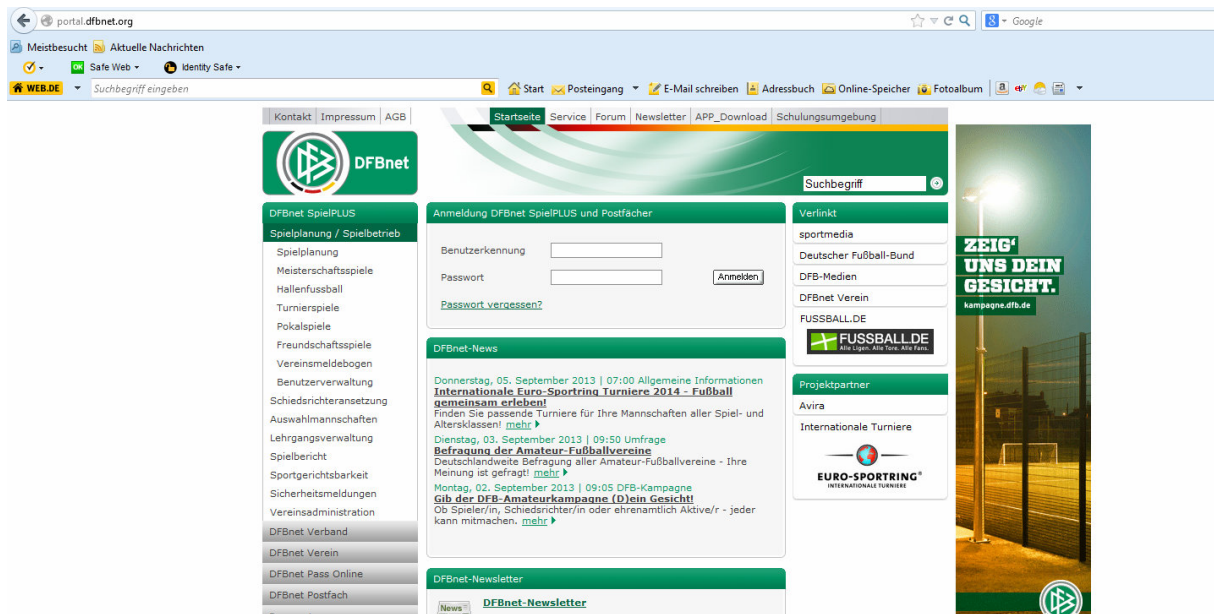 portal.dfbnet.org
Google
Meistbesucht Aktuelle Nachrichten
OK Safe Web Identity Safe
WEB.DE Suchbegriff eingeben Start Posteingang E-Mail schreiben Adressbuch Online-Speicher Fotoalbum
Kontakt Impressum AGB
Startseite Service Forum Newsletter APP_Download Schulungsumgebung
DFBnet
Suchbegriff
DFBnet SpielPLUS
Spielplanung / Spielbetrieb
Spielplanung
Meisterschaftsspiele
Hallenfussball
Turnierspiele
Pokalspiele
Freundschaftsspiele
Vereinsmeldebogen
Benutzerverwaltung
Schiedsrichteransetzung
Auswahlmannschaften
Lehrgangsverwaltung
Spielbericht
Sportgerichtsbarkeit
Sicherheitsmeldungen
Vereinsadministration
DFBnet Verband
DFBnet Verein
DFBnet Pass Online
DFBnet Postfach
Anmeldung DFBnet SpielPLUS und Postfächer
Benutzerkennung
Passwort
Anmelden
Passwort vergessen?
DFBnet-News
Donnerstag, 05. September 2013 | 07:00 Allgemeine Informationen
Internationale Euro-Sportring Turniere 2014 - Fußball
gemeinsam erleben!
Finden Sie passende Turniere für Ihre Mannschaften aller Spiel- und
Altersklassen! mehr
Dienstag, 03. September 2013 | 09:50 Umfrage
Befragung der Amateur-Fußballvereine
Deutschlandweite Befragung aller Amateur-Fußballvereine - Ihre
Meinung ist gefragt! mehr
Montag, 02. September 2013 | 09:05 DFB-Kampagne
Gib der DFB-Amateurkampagne (D)ein Gesicht!
Ob Spieler/in, Schiedsrichter/in oder ehrenamtlich Aktive/r - jeder
kann mitmachen. mehr
DFBnet-Newsletter
News
DFBnet-Newsletter
Verlinkt
sportmedia
Deutscher Fußball-Bund
DFB-Medien
DFBnet Verein
FUSSBALL.DE
FUSSBALL.DE
Alle Ligen. Alle Tore. Alle Fans.
Projektpartner
Avira
Internationale Turniere
EURO-SPORTRING
INTERNATIONALE TURNIERE
ZEIG'
UNS DEIN
GESICHT.
kampagne.dfb.de